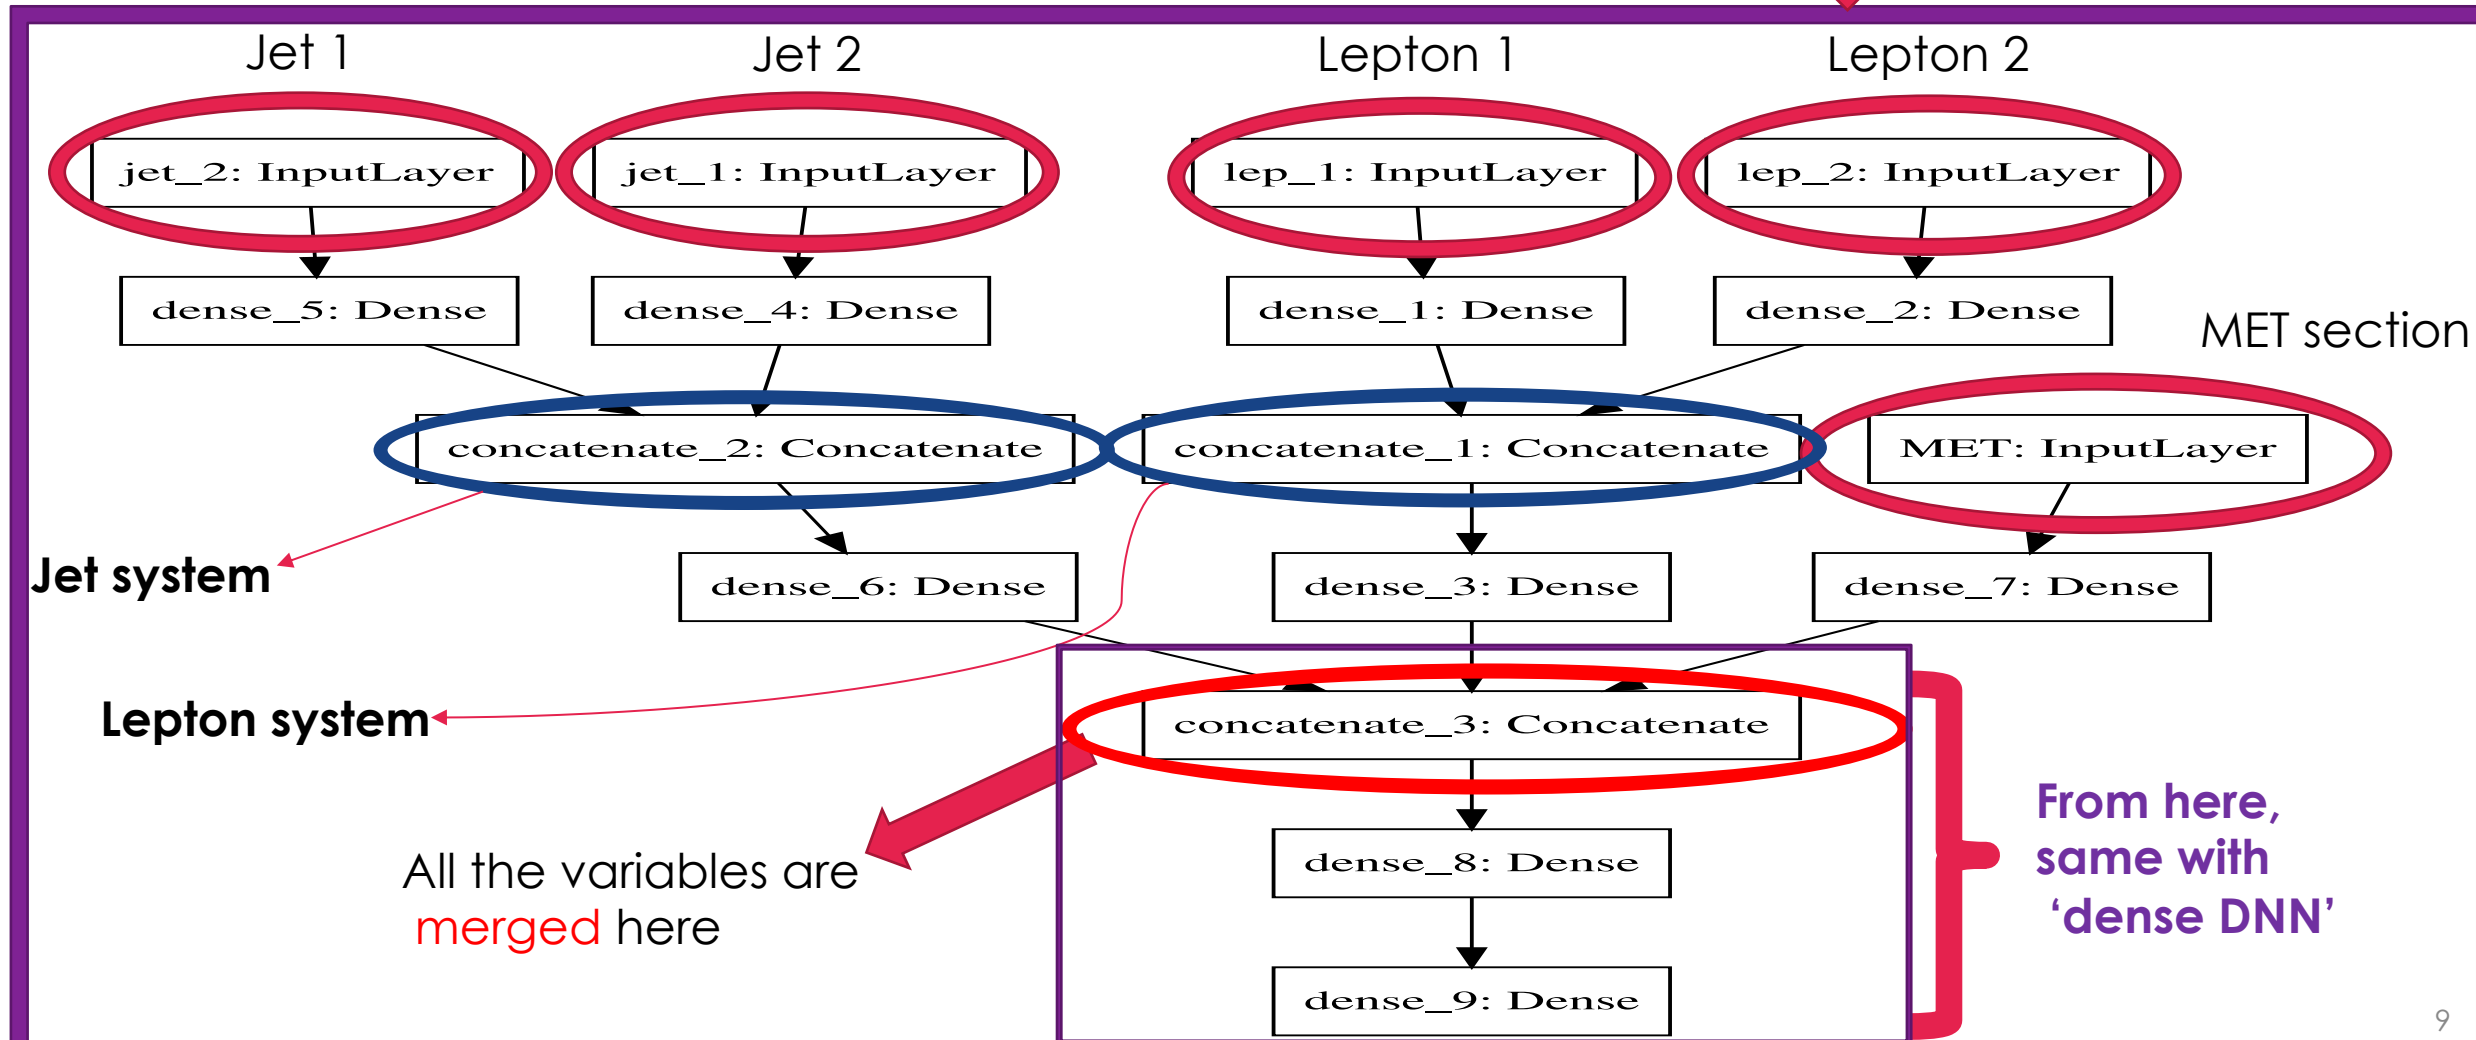 Jet 1
Jet 2
Lepton 1
Lepton 2
jet_2: InputLayer
jet_1: InputLayer
lep_1: InputLayer
lep_2: InputLayer
dense_5: Dense
dense_4: Dense
dense_1: Dense
dense_2: Dense
MET section
concatenate_2: Concatenate
concatenate_1: Concatenate
MET: InputLayer
Jet system
dense_6: Dense
dense_3: Dense
dense_7: Dense
Lepton system
concatenate_3: Concatenate
All the variables are
merged here
dense_8: Dense
From here,
same with
‘dense DNN’
dense_9: Dense
9